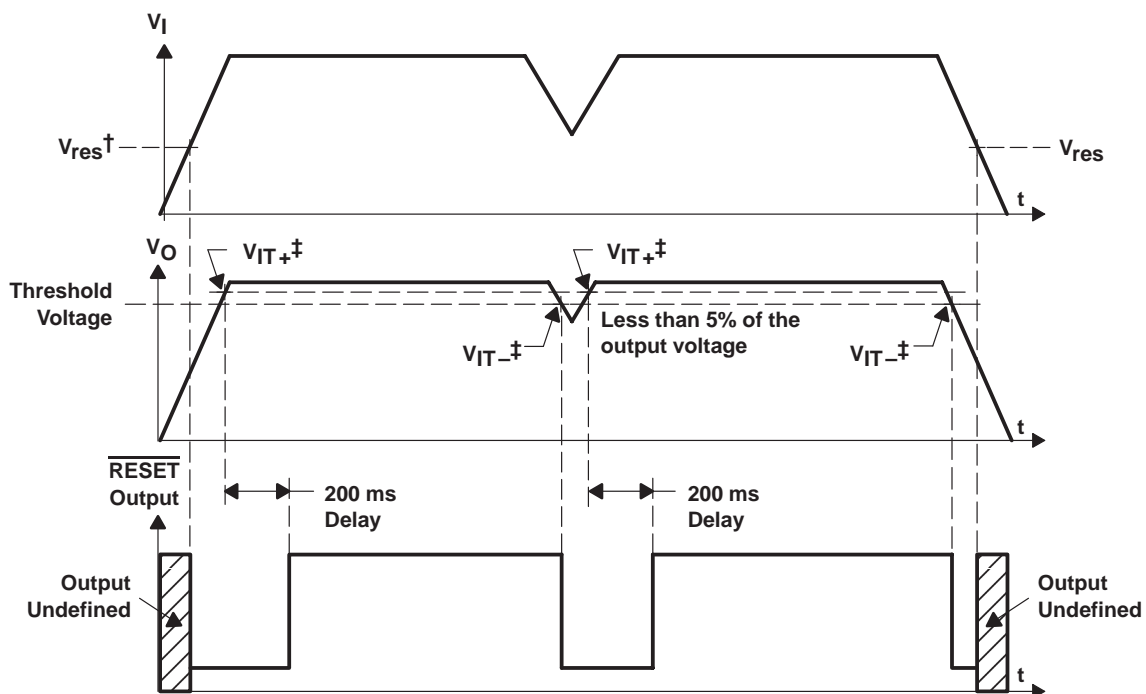 VI
Vres†
Vres
t
VO
VIT+‡
VIT+‡
Threshold
Voltage
Less than 5% of the
output voltage
VIT–‡
VIT–‡
t
RESET
Output
200 ms
Delay
200 ms
Delay
Output
Undefined
Output
Undefined
t